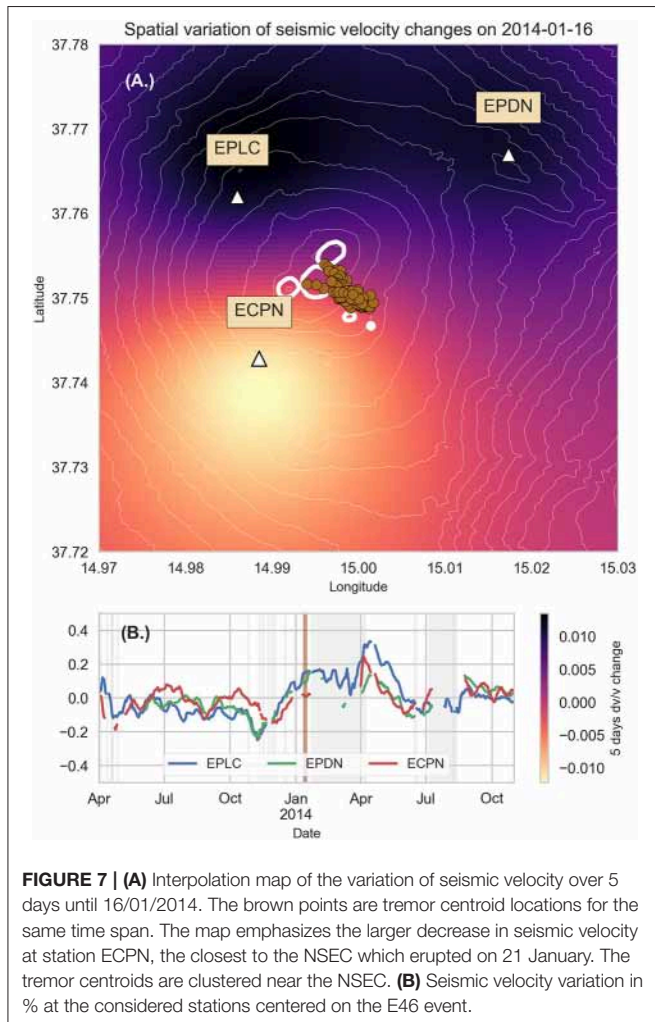 Spatial variation of seismic velocity changes on 2014-01-16
37.78
37.77
37.76
37.75
37.74
37.73
37.72
Latitude
(A.)
EPLC
EPDN
ECPN
14.97 14.98 14.99 15.00 15.01 15.02 15.03
Longitude
(B.)
0.4
0.2
0.0
−0.2
−0.4
EPLC EPDN ECPN
Apr Jul Oct Jan Apr Jul Oct
2014
Date
0.010
0.005
0.000
−0.005
−0.010
5 days dv/v change
FIGURE 7 | (A) Interpolation map of the variation of seismic velocity over 5
days until 16/01/2014. The brown points are tremor centroid locations for the
same time span. The map emphasizes the larger decrease in seismic velocity
at station ECPN, the closest to the NSEC which erupted on 21 January. The
tremor centroids are clustered near the NSEC. (B) Seismic velocity variation in
% at the considered stations centered on the E46 event.